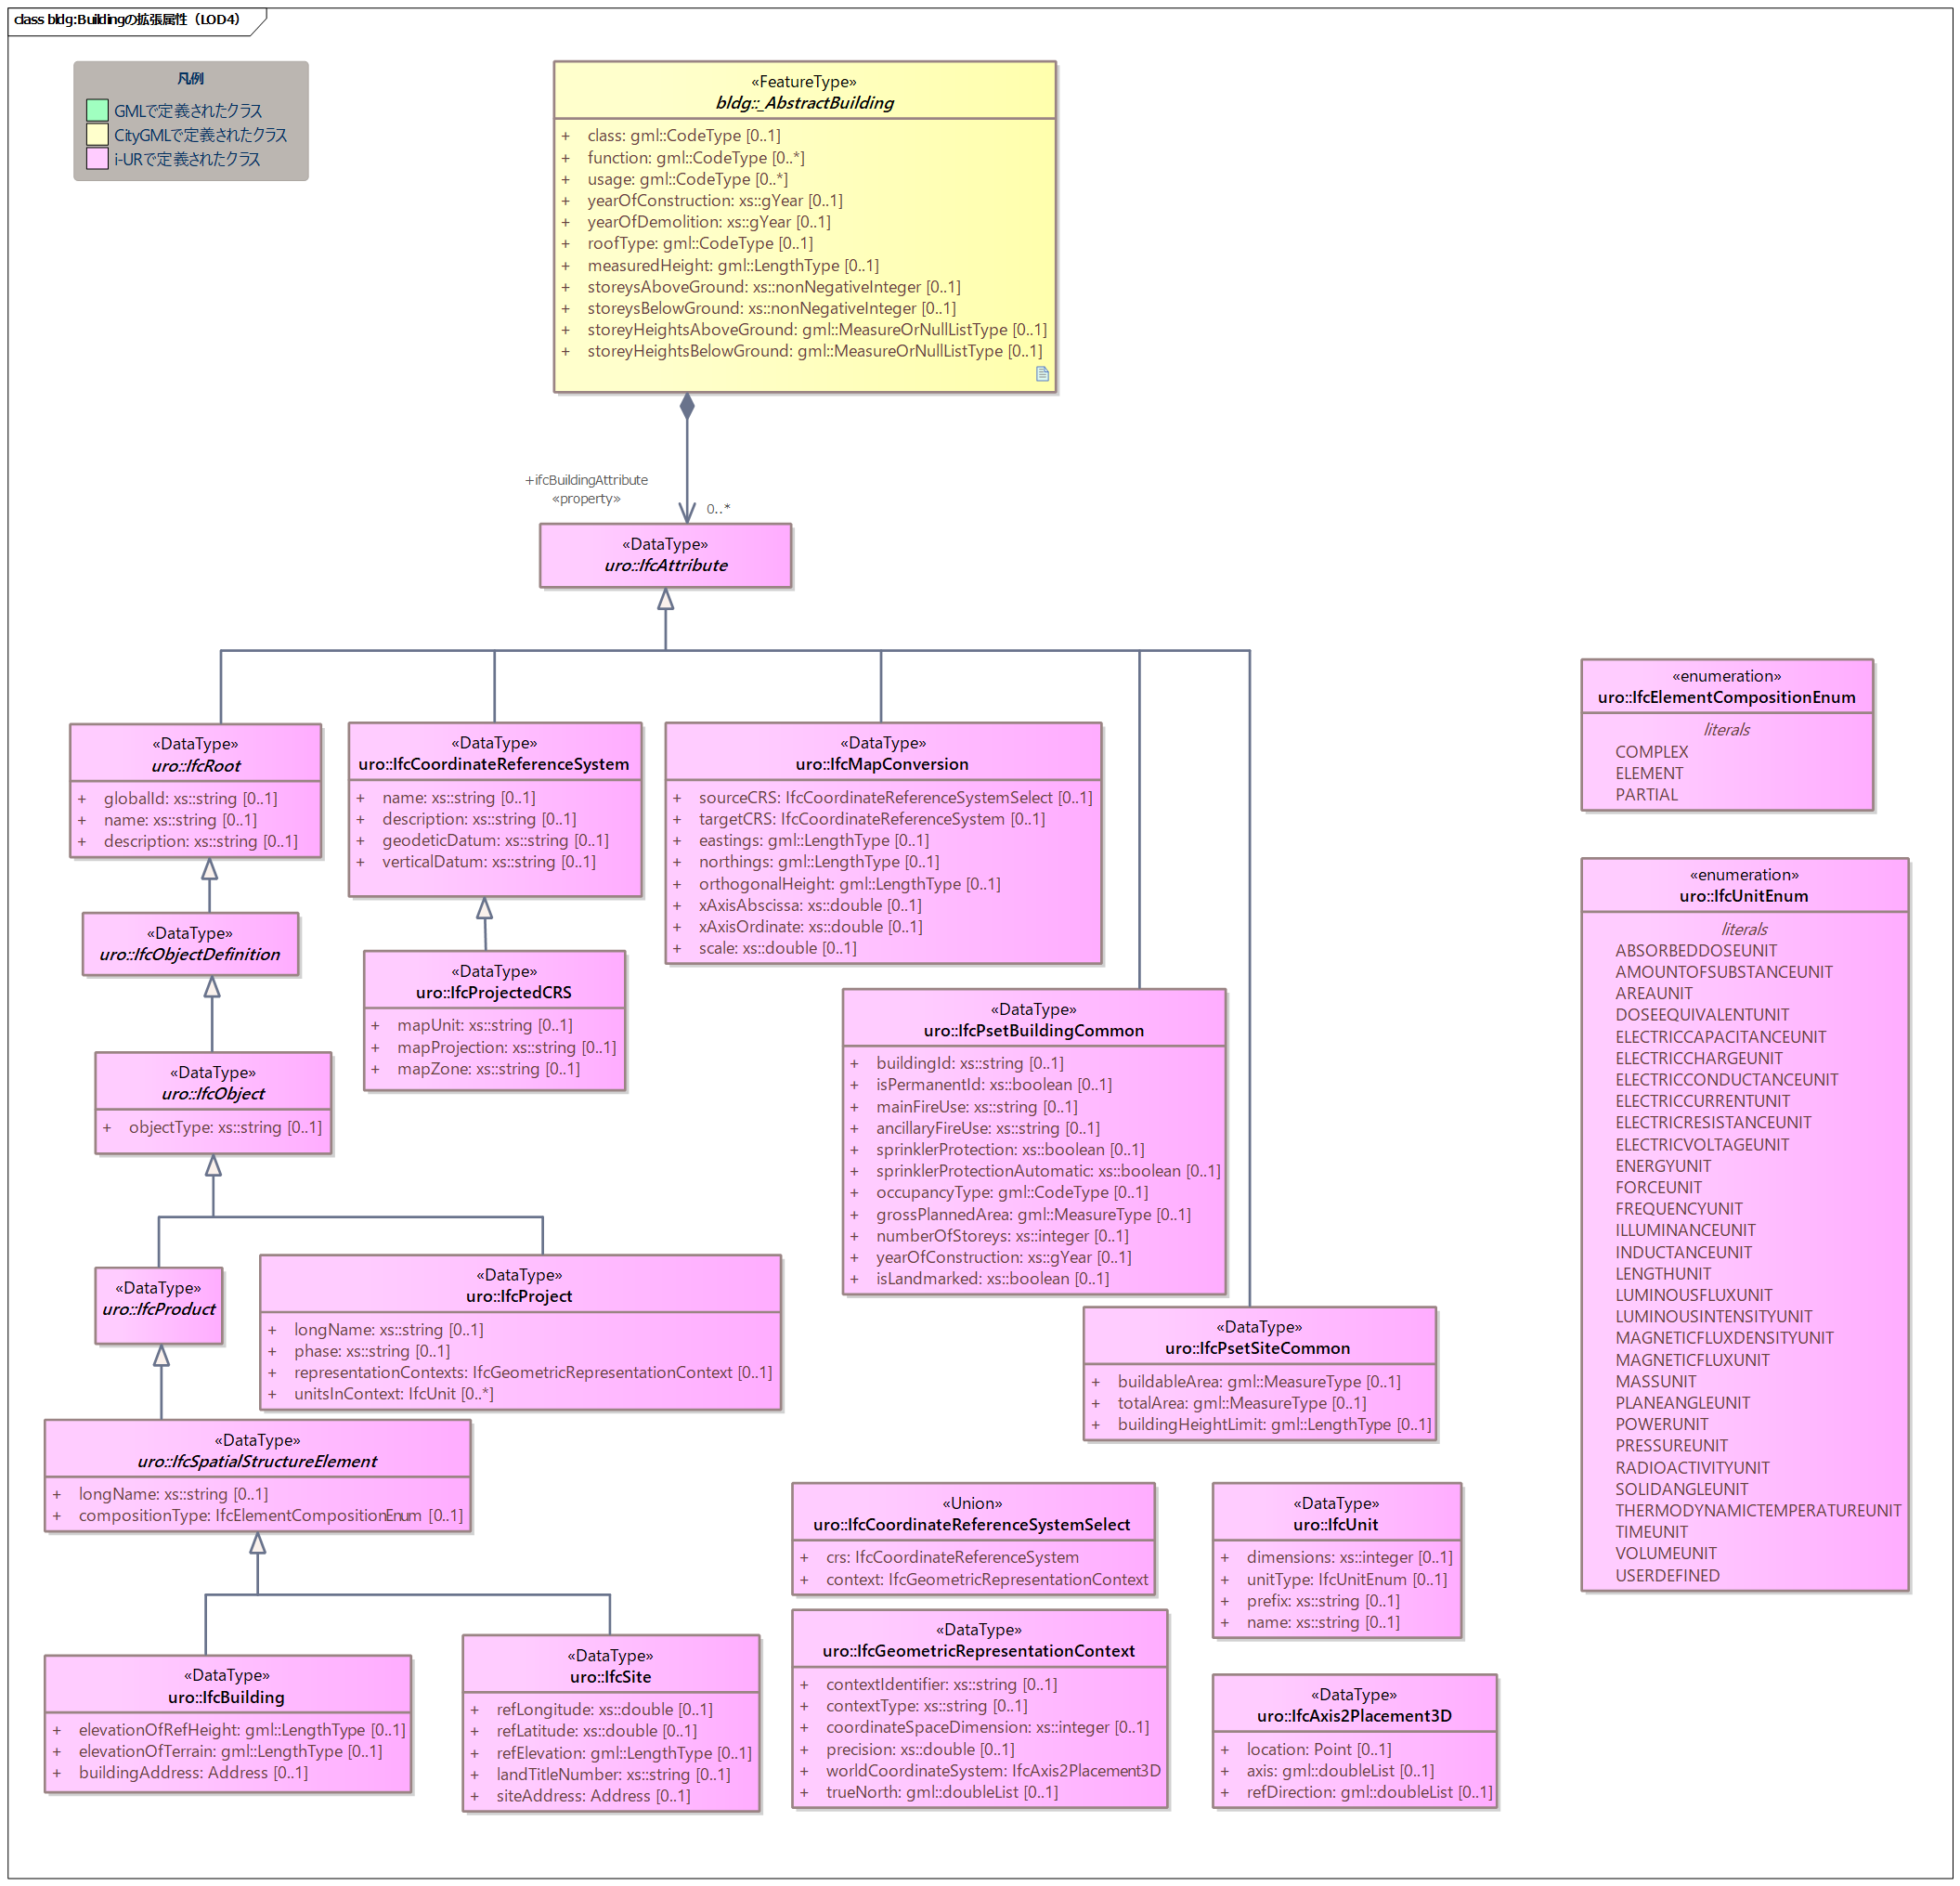 class bldg:Buildingの拡張属性（LOD4）
凡例
GMLで定義されたクラス
CityGMLで定義されたクラス
i-URで定義されたクラス
«FeatureType»
bldg::_AbstractBuilding
+ class: gml::CodeType [0..1]
+ function: gml::CodeType [0..*]
+ usage: gml::CodeType [0..*]
+ yearOfConstruction: xs::gYear [0..1]
+ yearOfDemolition: xs::gYear [0..1]
+ roofType: gml::CodeType [0..1]
+ measuredHeight: gml::LengthType [0..1]
+ storeysAboveGround: xs::nonNegativeInteger [0..1]
+ storeysBelowGround: xs::nonNegativeInteger [0..1]
+ storeyHeightsAboveGround: gml::MeasureOrNullListType [0..1]
+ storeyHeightsBelowGround: gml::MeasureOrNullListType [0..1]
+ifcBuildingAttribute
«property»
0..*
«DataType»
uro::IfcAttribute
«DataType»
uro::IfcRoot
+ globalId: xs::string [0..1]
+ name: xs::string [0..1]
+ description: xs::string [0..1]
«DataType»
uro::IfcCoordinateReferenceSystem
+ name: xs::string [0..1]
+ description: xs::string [0..1]
+ geodeticDatum: xs::string [0..1]
+ verticalDatum: xs::string [0..1]
«DataType»
uro::IfcMapConversion
+ sourceCRS: IfcCoordinateReferenceSystemSelect [0..1]
+ targetCRS: IfcCoordinateReferenceSystem [0..1]
+ eastings: gml::LengthType [0..1]
+ northings: gml::LengthType [0..1]
+ orthogonalHeight: gml::LengthType [0..1]
+ xAxisAbscissa: xs::double [0..1]
+ xAxisOrdinate: xs::double [0..1]
+ scale: xs::double [0..1]
«enumeration»
uro::IfcElementCompositionEnum
literals
COMPLEX
ELEMENT
PARTIAL
«enumeration»
uro::IfcUnitEnum
literals
ABSORBEDDOSEUNIT
AMOUNTOFSUBSTANCEUNIT
AREAUNIT
DOSEEQUIVALENTUNIT
ELECTRICCAPACITANCEUNIT
ELECTRICCHARGEUNIT
ELECTRICCONDUCTANCEUNIT
ELECTRICCURRENTUNIT
ELECTRICRESISTANCEUNIT
ELECTRICVOLTAGEUNIT
ENERGYUNIT
FORCEUNIT
FREQUENCYUNIT
ILLUMINANCEUNIT
INDUCTANCEUNIT
LENGTHUNIT
LUMINOUSFLUXUNIT
LUMINOUSINTENSITYUNIT
MAGNETICFLUXDENSITYUNIT
MAGNETICFLUXUNIT
MASSUNIT
PLANEANGLEUNIT
POWERUNIT
PRESSUREUNIT
RADIOACTIVITYUNIT
SOLIDANGLEUNIT
THERMODYNAMICTEMPERATUREUNIT
TIMEUNIT
VOLUMEUNIT
USERDEFINED
«DataType»
uro::IfcObjectDefinition
«DataType»
uro::IfcProjectedCRS
+ mapUnit: xs::string [0..1]
+ mapProjection: xs::string [0..1]
+ mapZone: xs::string [0..1]
«DataType»
uro::IfcPsetBuildingCommon
+ buildingId: xs::string [0..1]
+ isPermanentId: xs::boolean [0..1]
+ mainFireUse: xs::string [0..1]
+ ancillaryFireUse: xs::string [0..1]
+ sprinklerProtection: xs::boolean [0..1]
+ sprinklerProtectionAutomatic: xs::boolean [0..1]
+ occupancyType: gml::CodeType [0..1]
+ grossPlannedArea: gml::MeasureType [0..1]
+ numberOfStoreys: xs::integer [0..1]
+ yearOfConstruction: xs::gYear [0..1]
+ isLandmarked: xs::boolean [0..1]
«DataType»
uro::IfcObject
+ objectType: xs::string [0..1]
«DataType»
uro::IfcProduct
«DataType»
uro::IfcProject
+ longName: xs::string [0..1]
+ phase: xs::string [0..1]
+ representationContexts: IfcGeometricRepresentationContext [0..1]
+ unitsInContext: IfcUnit [0..*]
«DataType»
uro::IfcPsetSiteCommon
+ buildableArea: gml::MeasureType [0..1]
+ totalArea: gml::MeasureType [0..1]
+ buildingHeightLimit: gml::LengthType [0..1]
«DataType»
uro::IfcSpatialStructureElement
+ longName: xs::string [0..1]
+ compositionType: IfcElementCompositionEnum [0..1]
«Union»
uro::IfcCoordinateReferenceSystemSelect
+ crs: IfcCoordinateReferenceSystem
+ context: IfcGeometricRepresentationContext
«DataType»
uro::IfcUnit
+ dimensions: xs::integer [0..1]
+ unitType: IfcUnitEnum [0..1]
+ prefix: xs::string [0..1]
+ name: xs::string [0..1]
«DataType»
uro::IfcBuilding
+ elevationOfRefHeight: gml::LengthType [0..1]
+ elevationOfTerrain: gml::LengthType [0..1]
+ buildingAddress: Address [0..1]
«DataType»
uro::IfcSite
+ refLongitude: xs::double [0..1]
+ refLatitude: xs::double [0..1]
+ refElevation: gml::LengthType [0..1]
+ landTitleNumber: xs::string [0..1]
+ siteAddress: Address [0..1]
«DataType»
uro::IfcGeometricRepresentationContext
+ contextIdentifier: xs::string [0..1]
+ contextType: xs::string [0..1]
+ coordinateSpaceDimension: xs::integer [0..1]
+ precision: xs::double [0..1]
+ worldCoordinateSystem: IfcAxis2Placement3D
+ trueNorth: gml::doubleList [0..1]
«DataType»
uro::IfcAxis2Placement3D
+ location: Point [0..1]
+ axis: gml::doubleList [0..1]
+ refDirection: gml::doubleList [0..1]